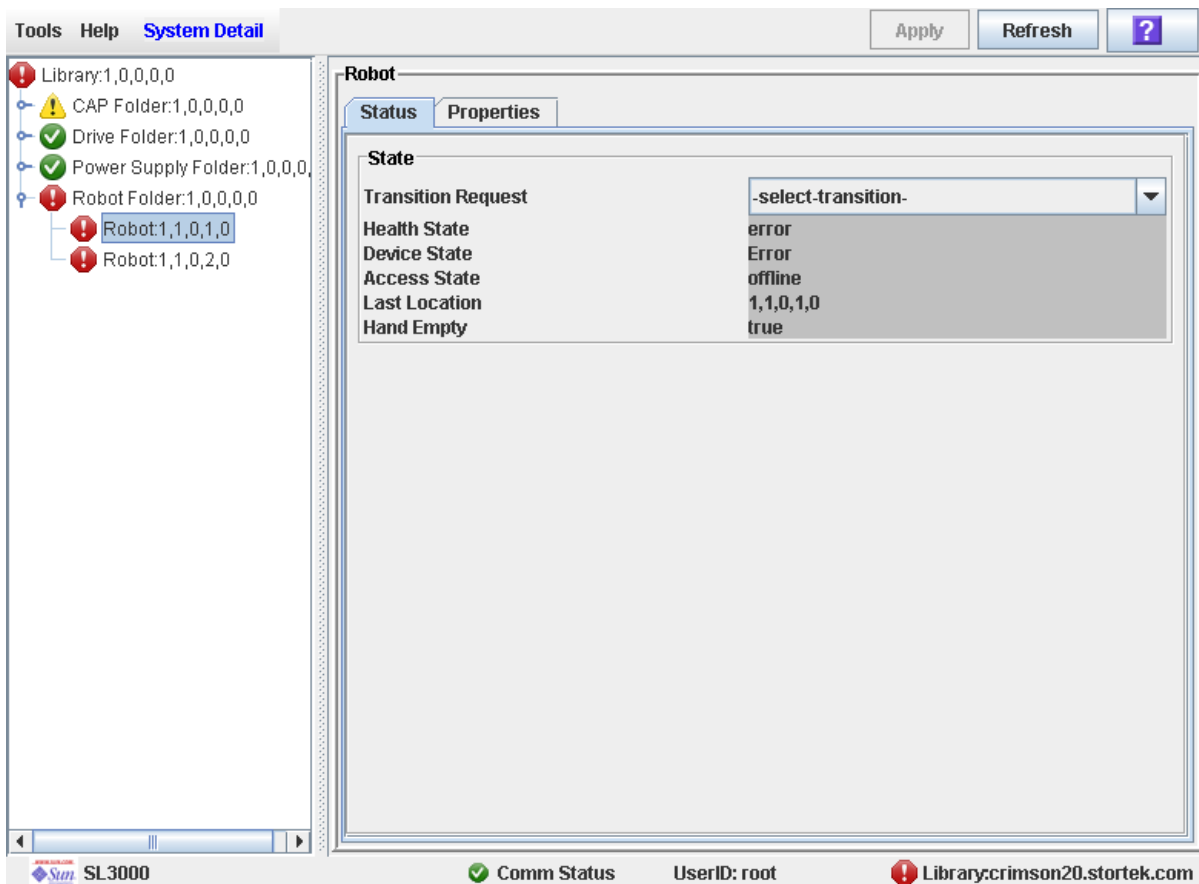 Tools Help System Detail Apply Refresh ?
Library:1,0,0,0,0
CAP Folder:1,0,0,0,0
Drive Folder:1,0,0,0,0
Power Supply Folder:1,0,0,0,
Robot Folder:1,0,0,0,0
Robot:1,1,0,1,0
Robot:1,1,0,2,0
Robot
Status Properties
State
Transition Request -select-transition-
Health State error
Device State Error
Access State offline
Last Location 1,1,0,1,0
Hand Empty true
Sun SL3000 Comm Status UserID: root Library:crimson20.stortek.com